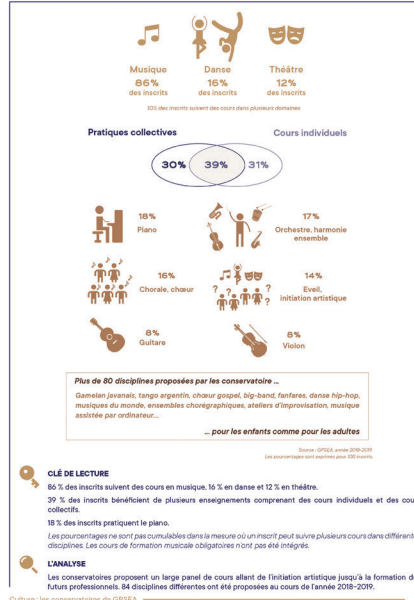 Musique Danse Théâtre
86% 16% 12%
des inscrits des inscrits des inscrits
10% des inscrits suivent des cours dans plusieurs domaines
Pratiques collectives Cours individuels
30% 39% 31%
18%
Piano
17%
Orchestre, harmonie
ensemble
16%
Chorale, chœur
14%
Eveil,
initiation artistique
8%
Guitare
6%
Violon
Plus de 80 disciplines proposées par les conservatoire ...
Gamelan javanais, tango argentin, chœur gospel, big-band, fanfares, danse hip-hop,
musiques du monde, ensembles chorégraphiques, ateliers d'improvisation, musique
assistée par ordinateur...
... pour les enfants comme pour les adultes
Source : GPSEA, année 2018-2019
Les pourcentages sont exprimés pour 100 inscrits.
CLÉ DE LECTURE
86 % des inscrits suivent des cours en musique, 16 % en danse et 12 % en théâtre.
39 % des inscrits bénéficient de plusieurs enseignements comprenant des cours individuels et des cou
collectifs.
18 % des inscrits pratiquent le piano.
Les pourcentages ne sont pas cumulables dans la mesure où un inscrit peut suivre plusieurs cours dans différente
disciplines. Les cours de formation musicale obligatoires n'ont pas été intégrés.
L'ANALYSE
Les conservatoires proposent un large panel de cours allant de l'initiation artistique jusqu'à la formation d
futurs professionnels. 84 disciplines différentes ont été proposées au cours de l'année 2018-2019.
Culture : les conservatoires de GPSEA